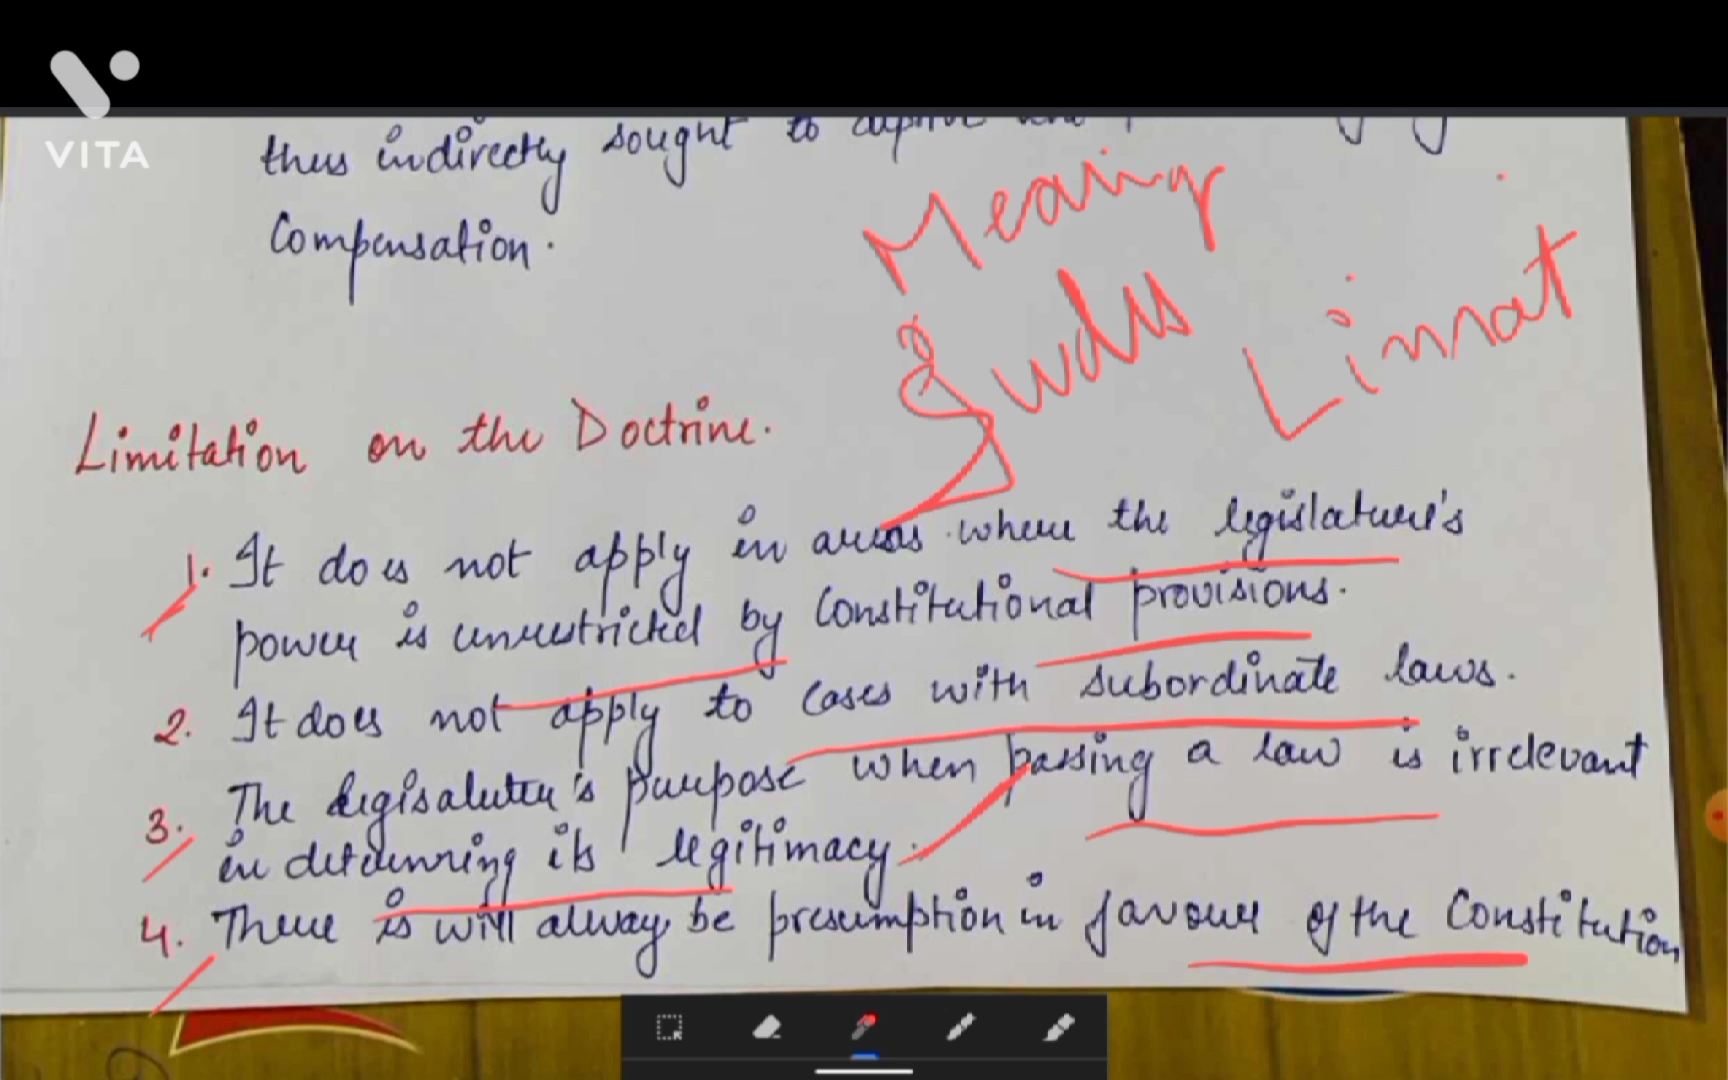 VITA
thus indirectly sought to
Compensation.
Meaing
Limat
Limitation on the Doctrine.
1. It does not apply in areas where the legislature's
power is unrestricted by Constitutional provisions.
2. It does not apply to cases with subordinate laws.
3. The legisaluter's purpose when passing a law is irrelevant
in deterinring its legitimacy.
4. There is will alway be presumption in favour of the Constitution